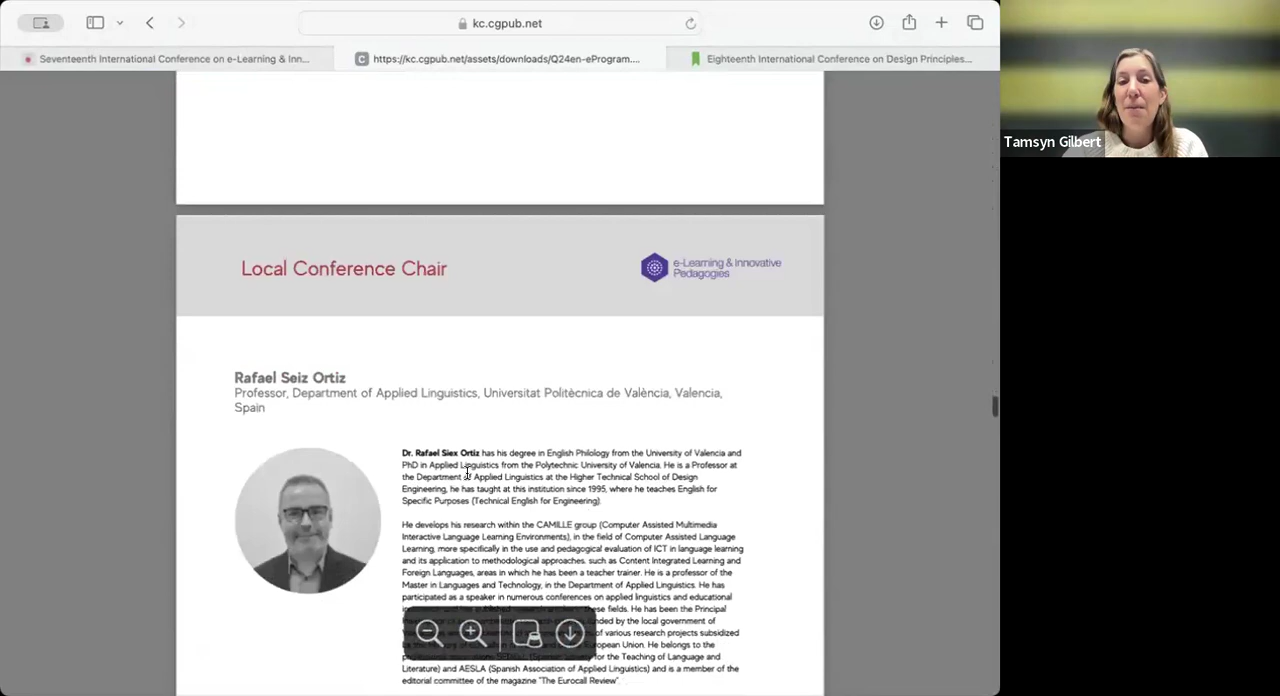 kc.cgpub.net
Seventeenth International Conference on e-Learning & Inn...
C https://kc.cgpub.net/assets/downloads/Q24en-eProgram....
Eighteenth International Conference on Design Principles...
Tamsyn Gilbert
Local Conference Chair
e-Learning & Innovative
Pedagogies
Rafael Seiz Ortiz
Professor, Department of Applied Linguistics, Universitat Politècnica de València, Valencia,
Spain
Dr. Rafael Siex Ortiz has his degree in English Philology from the University of Valencia and
PhD in Applied Linguistics from the Polytechnic University of Valencia. He is a Professor at
the Department of Applied Linguistics at the Higher Technical School of Design
Engineering, he has taught at this institution since 1995, where he teaches English for
Specific Purposes (Technical English for Engineering).
He develops his research within the CAMILLE group (Computer Assisted Multimedia
Interactive Language Learning Environments), in the field of Computer Assisted Language
Learning, more specifically in the use and pedagogical evaluation of ICT in language learning
and its application to methodological approaches. such as Content Integrated Learning and
Foreign Languages, areas in which he has been a teacher trainer. He is a professor of the
Master in Languages and Technology, in the Department of Applied Linguistics. He has
participated as a speaker in numerous conferences on applied linguistics and educational
these fields. He has been the Principal
funded by the local government of
of various research projects subsidized
European Union. He belongs to the
for the Teaching of Language and
Literature) and AESLA (Spanish Association of Applied Linguistics) and is a member of the
editorial committee of the magazine "The Eurocall Review".